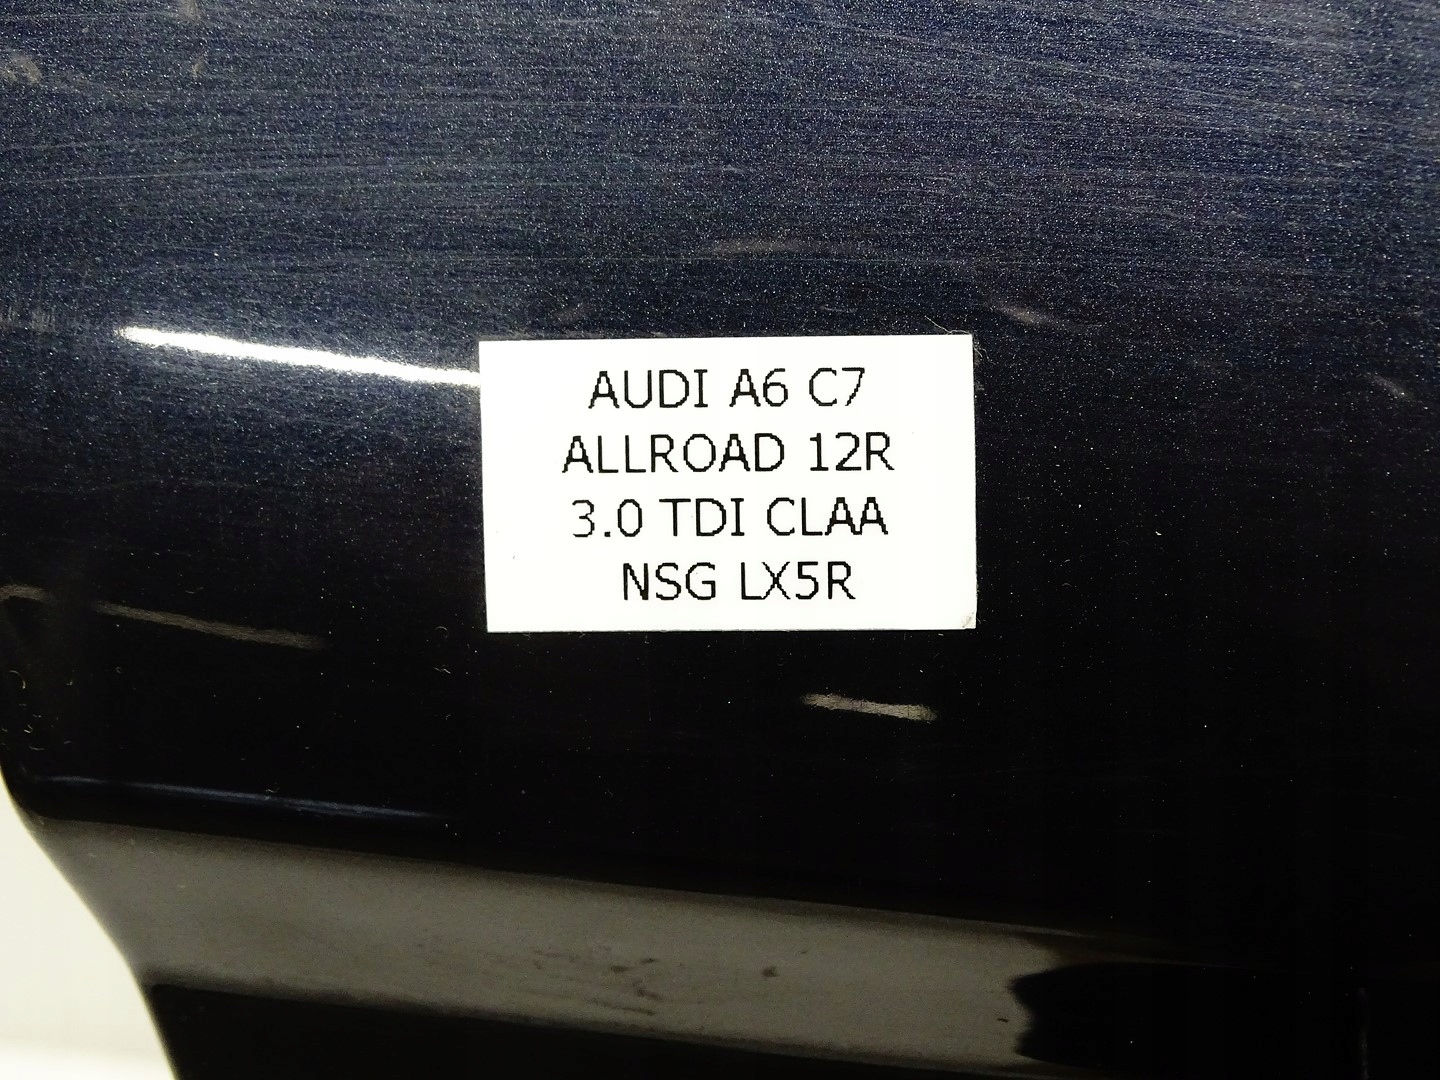 AUDI A6 C7
ALLROAD 12R
3.0 TDI CLAA
NSG LX5R